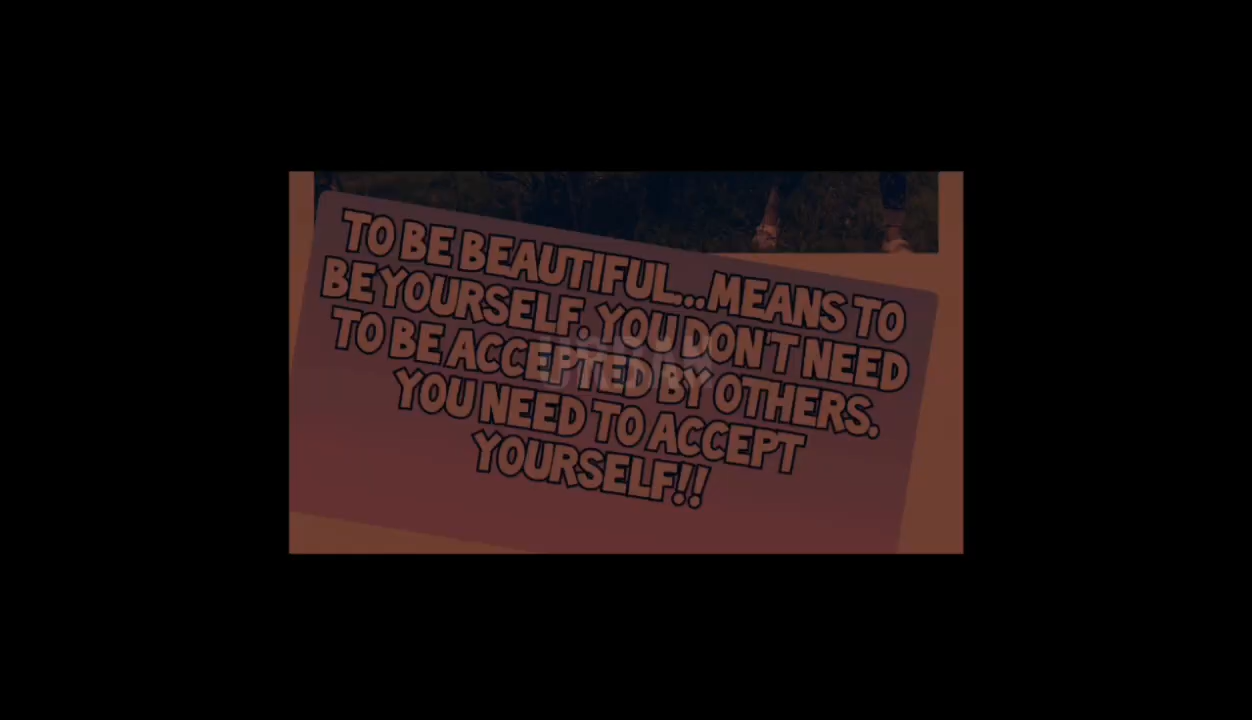 TO BE BEAUTIFUL...MEANS TO
BE YOURSELF. YOU DON'T NEED
TO BE ACCEPTED BY OTHERS.
YOU NEED TO ACCEPT
YOURSELF!!